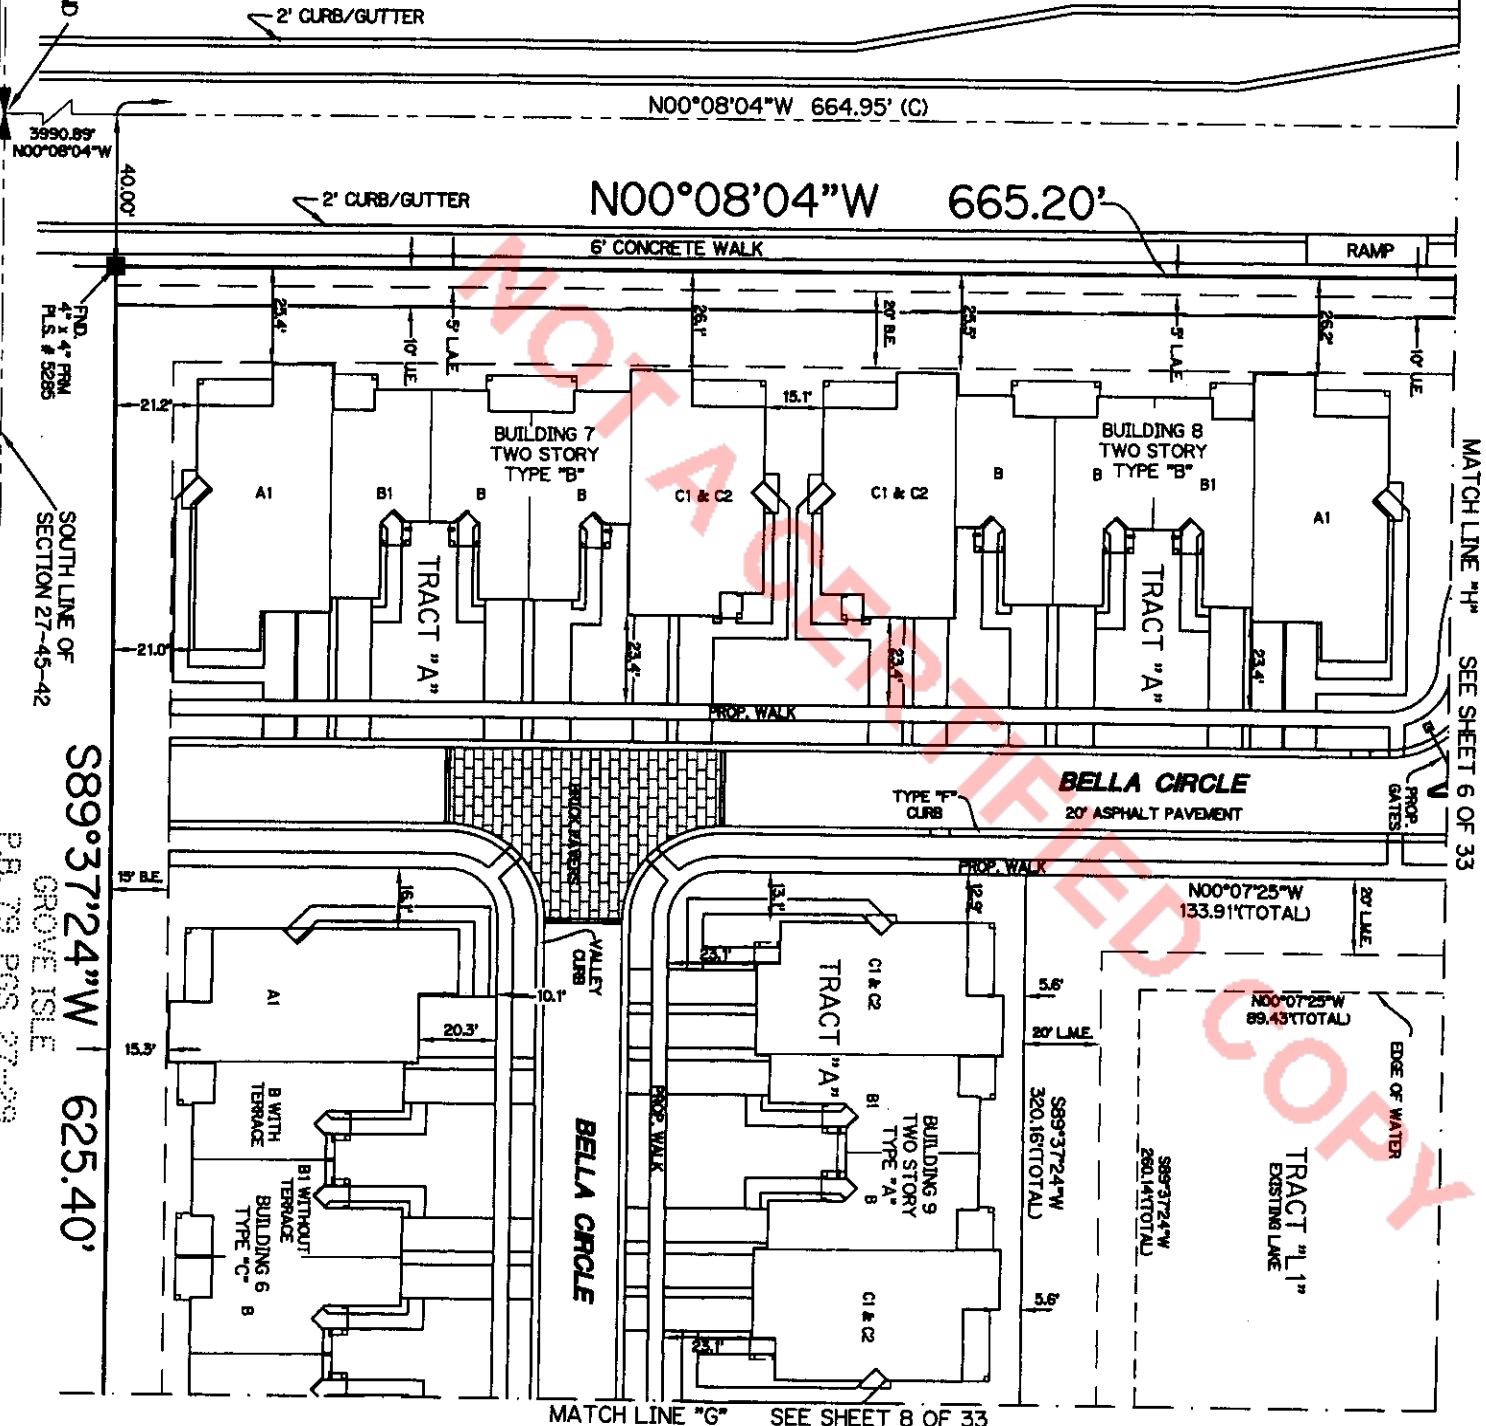 2' CURB/GUTTER
N00°08'04"W 664.95' (C)
3990.89'
N00°08'04"W
40.00'
N00°08'04"W 665.20'
2' CURB/GUTTER
6' CONCRETE WALK
RAMP
FND.
4" x 4" PRM
P.L.S. # 5285
25.4'
10' U.E.
5' L.A.E.
26.1'
20' B.E.
25.5'
5' L.A.E.
26.2'
10' U.E.
21.2'
15.1'
BUILDING 7
TWO STORY
TYPE "B"
A1
B1
B
B
C1 & C2
BUILDING 8
TWO STORY
TYPE "B"
C1 & C2
B
B
B1
A1
MATCH LINE "H" SEE SHEET 6 OF 33
SOUTH LINE OF
SECTION 27-45-42
TRACT "A"
TRACT "A"
21.0'
23.4'
23.4'
23.4'
PROP. WALK
BELLA CIRCLE
20' ASPHALT PAVEMENT
TYPE "F"
CURB
PROP.
GATES
BRICK PAVERS
PROP. WALK
S89°37'24"W 625.40'
GROVE ISLE
P.B. 79 PGS 27-29
15' B.E.
16.1'
13.1'
12.9'
N00°07'25"W
133.91'(TOTAL)
20' L.M.E.
VALLEY
CURB
23.1'
C1 & C2
TRACT "A"
5.6'
20' L.M.E.
N00°07'25"W
89.43'(TOTAL)
EDGE OF WATER
A1
10.1'
20.3'
15.3'
B WITH
TERRACE
B1 WITHOUT
TERRACE
BUILDING 6
TYPE "C"
B
BELLA CIRCLE
PROP. WALK
B1
BUILDING 9
TWO STORY
TYPE "A"
B
C1 & C2
23.1'
S89°37'24"W
320.16'(TOTAL)
5.6'
S89°37'24"W
260.14'(TOTAL)
TRACT "L 1"
EXISTING LAKE
MATCH LINE "G" SEE SHEET 8 OF 33
NOT A CERTIFIED COPY